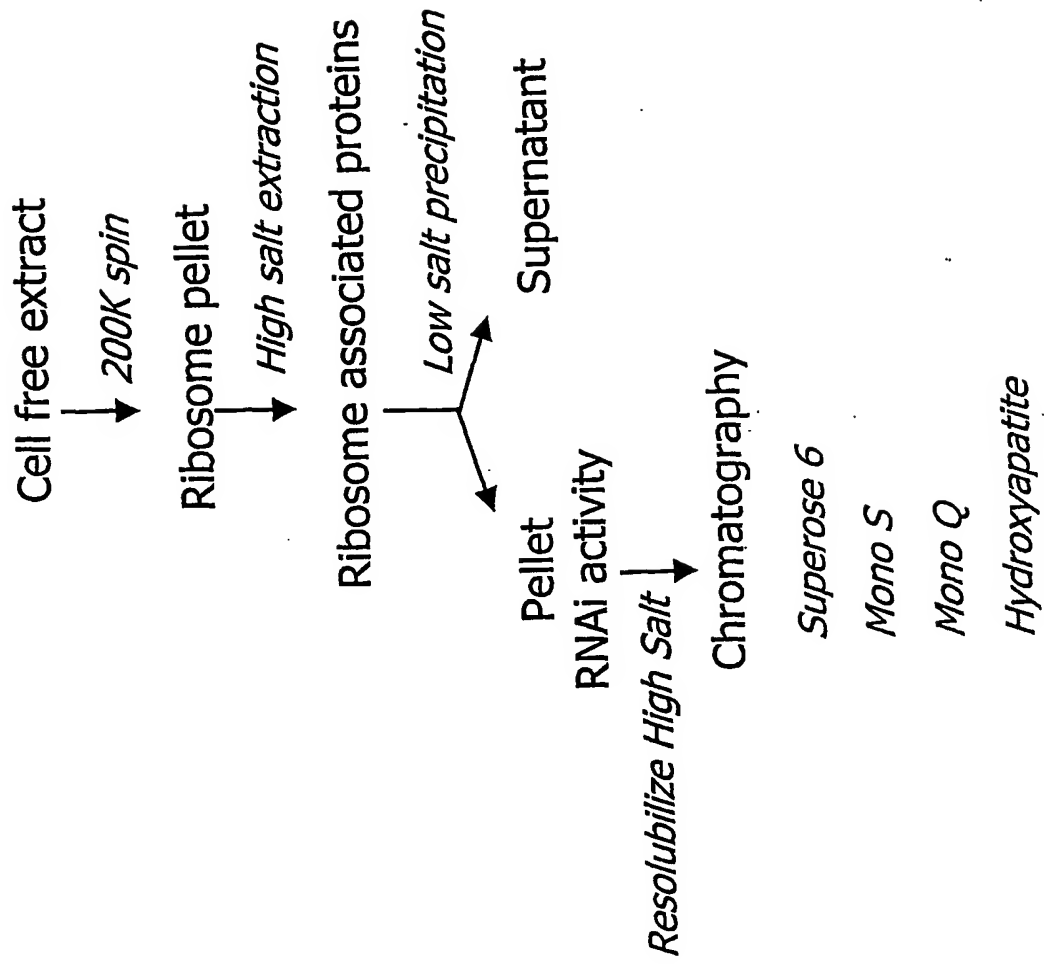 Cell free extract
200K spin
Ribosome pellet
High salt extraction
Ribosome associated proteins
Low salt precipitation
Pellet
RNAi activity
Supernatant
Resolubilize High Salt
Chromatography
Superose 6
Mono S
Mono Q
Hydroxyapatite